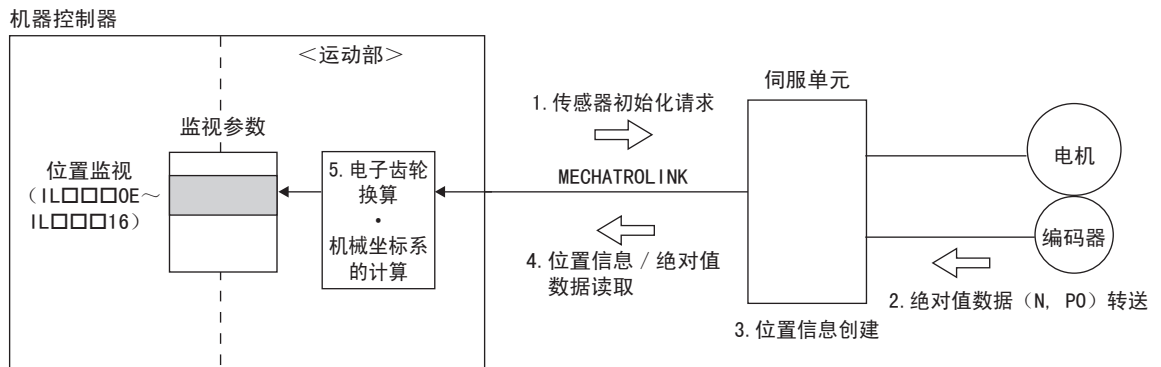 机器控制器
＜运动部＞
监视参数
位置监视
（IL□□□0E～
IL□□□16）
5. 电子齿轮
换算
・
机械坐标系
的计算
1. 传感器初始化请求
MECHATROLINK
4. 位置信息 / 绝对值
数据读取
伺服单元
3. 位置信息创建
电机
编码器
2. 绝对值数据（N, PO）转送